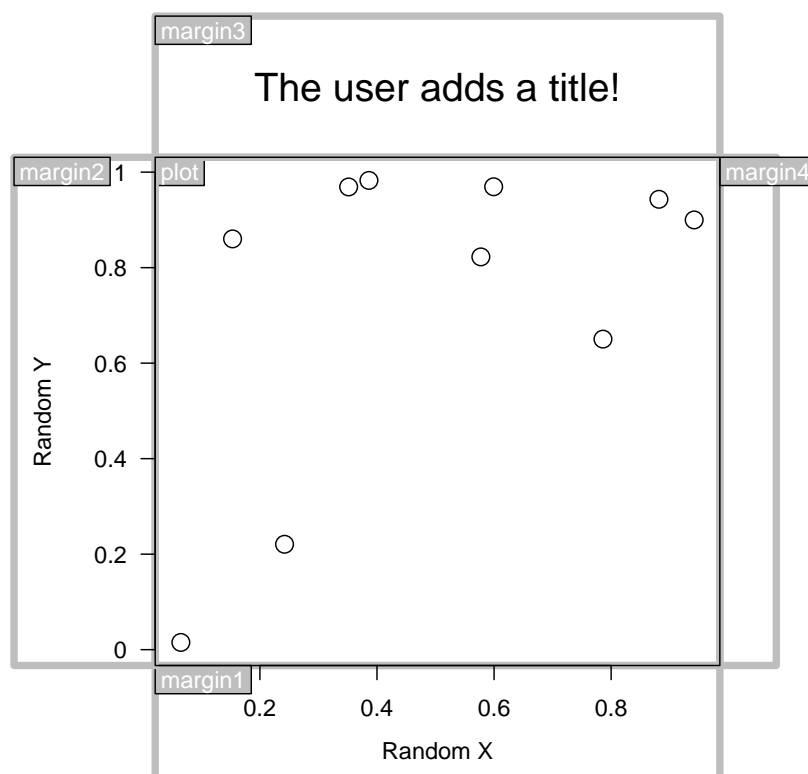 margin3
The user adds a title!
margin2
plot
margin4
1
0.8
0.6
0.4
0.2
0
Random Y
margin1
0.2 0.4 0.6 0.8
Random X